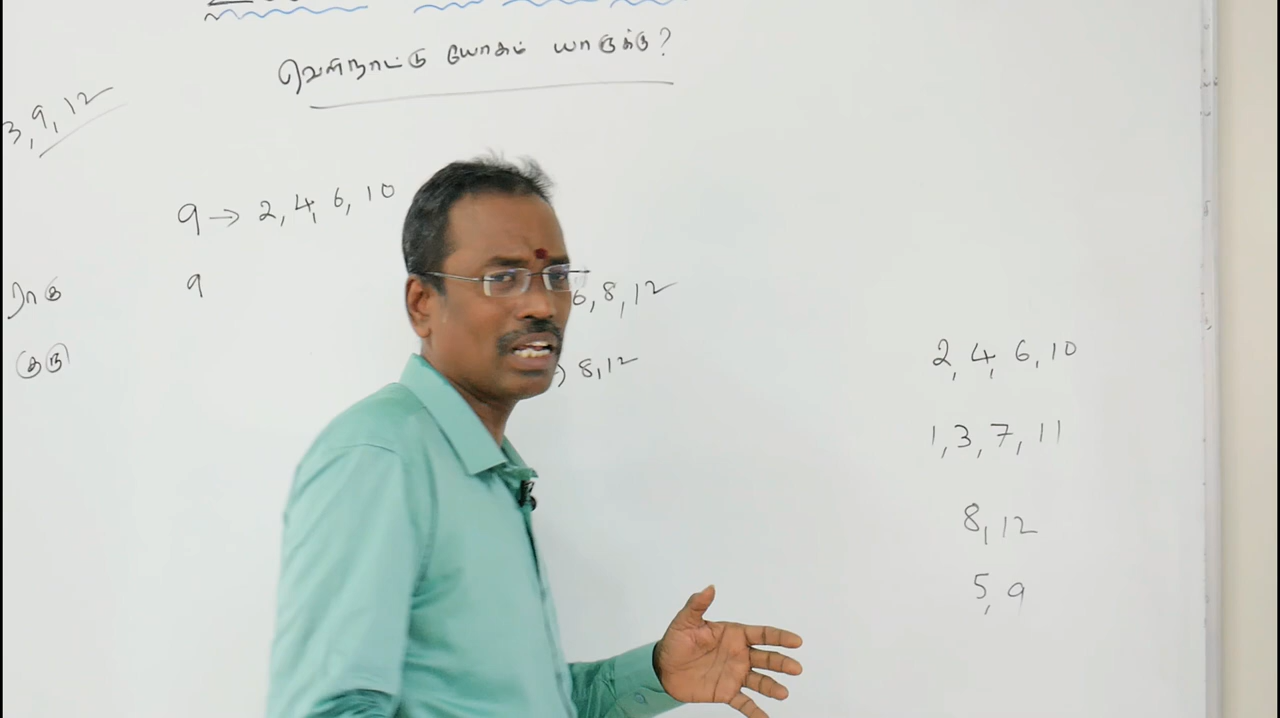 வெளிநாட்டு யோகம் யாருக்கு?
3, 9, 12
9 → 2, 4, 6, 10
ராகு 9 6, 8, 12
குரு 8, 12
2, 4, 6, 10
1, 3, 7, 11
8, 12
5, 9